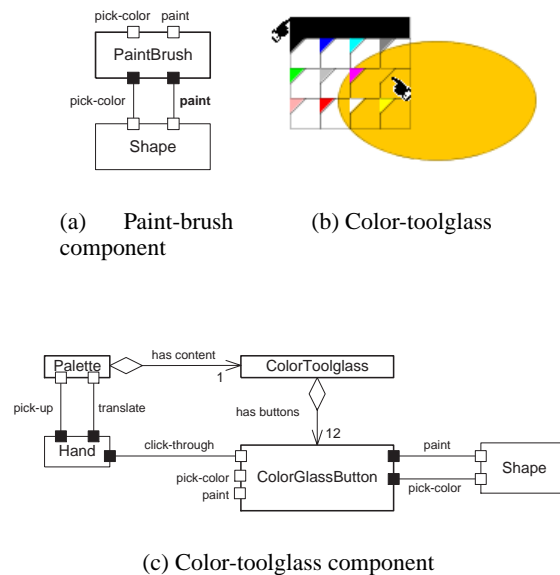 pick-color paint
PaintBrush
pick-color paint
Shape
(a) Paint-brush
component
(b) Color-toolglass
Palette has content 1 ColorToolglass
pick-up translate
has buttons 12
Hand click-through
pick-color
paint
ColorGlassButton
paint
pick-color
Shape
(c) Color-toolglass component